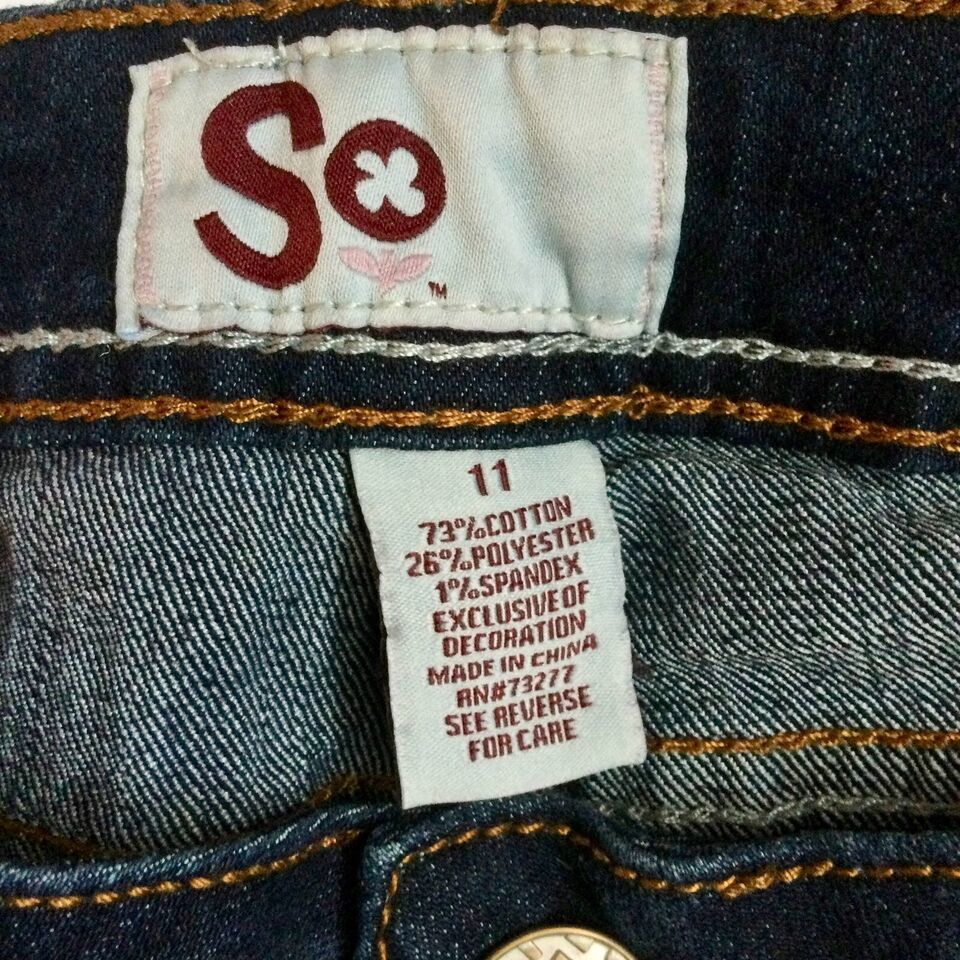 So
TM
11
73%COTTON
26%POLYESTER
1%SPANDEX
EXCLUSIVE OF
DECORATION
MADE IN CHINA
RN#73277
SEE REVERSE
FOR CARE